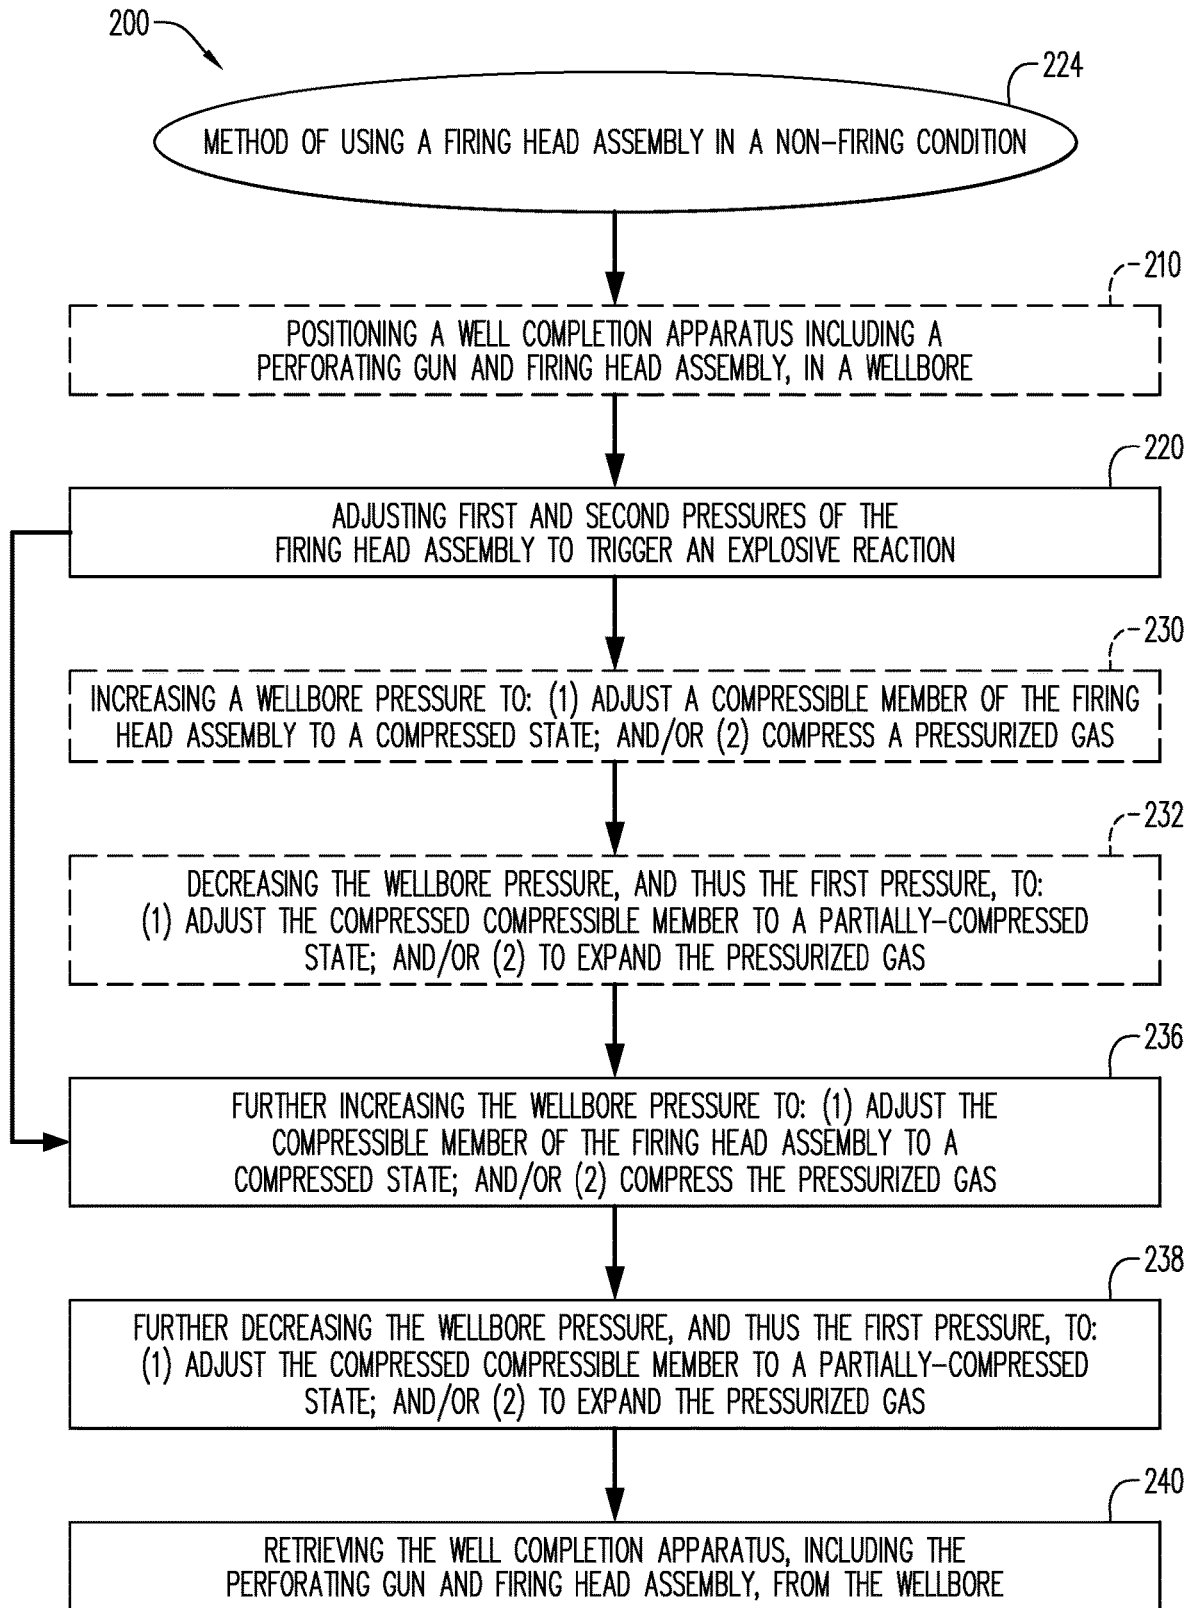 200
224
METHOD OF USING A FIRING HEAD ASSEMBLY IN A NON-FIRING CONDITION
210
POSITIONING A WELL COMPLETION APPARATUS INCLUDING A
PERFORATING GUN AND FIRING HEAD ASSEMBLY, IN A WELLBORE
220
ADJUSTING FIRST AND SECOND PRESSURES OF THE
FIRING HEAD ASSEMBLY TO TRIGGER AN EXPLOSIVE REACTION
230
INCREASING A WELLBORE PRESSURE TO: (1) ADJUST A COMPRESSIBLE MEMBER OF THE FIRING
HEAD ASSEMBLY TO A COMPRESSED STATE; AND/OR (2) COMPRESS A PRESSURIZED GAS
232
DECREASING THE WELLBORE PRESSURE, AND THUS THE FIRST PRESSURE, TO:
(1) ADJUST THE COMPRESSED COMPRESSIBLE MEMBER TO A PARTIALLY-COMPRESSED
STATE; AND/OR (2) TO EXPAND THE PRESSURIZED GAS
236
FURTHER INCREASING THE WELLBORE PRESSURE TO: (1) ADJUST THE
COMPRESSIBLE MEMBER OF THE FIRING HEAD ASSEMBLY TO A
COMPRESSED STATE; AND/OR (2) COMPRESS THE PRESSURIZED GAS
238
FURTHER DECREASING THE WELLBORE PRESSURE, AND THUS THE FIRST PRESSURE, TO:
(1) ADJUST THE COMPRESSED COMPRESSIBLE MEMBER TO A PARTIALLY-COMPRESSED
STATE; AND/OR (2) TO EXPAND THE PRESSURIZED GAS
240
RETRIEVING THE WELL COMPLETION APPARATUS, INCLUDING THE
PERFORATING GUN AND FIRING HEAD ASSEMBLY, FROM THE WELLBORE